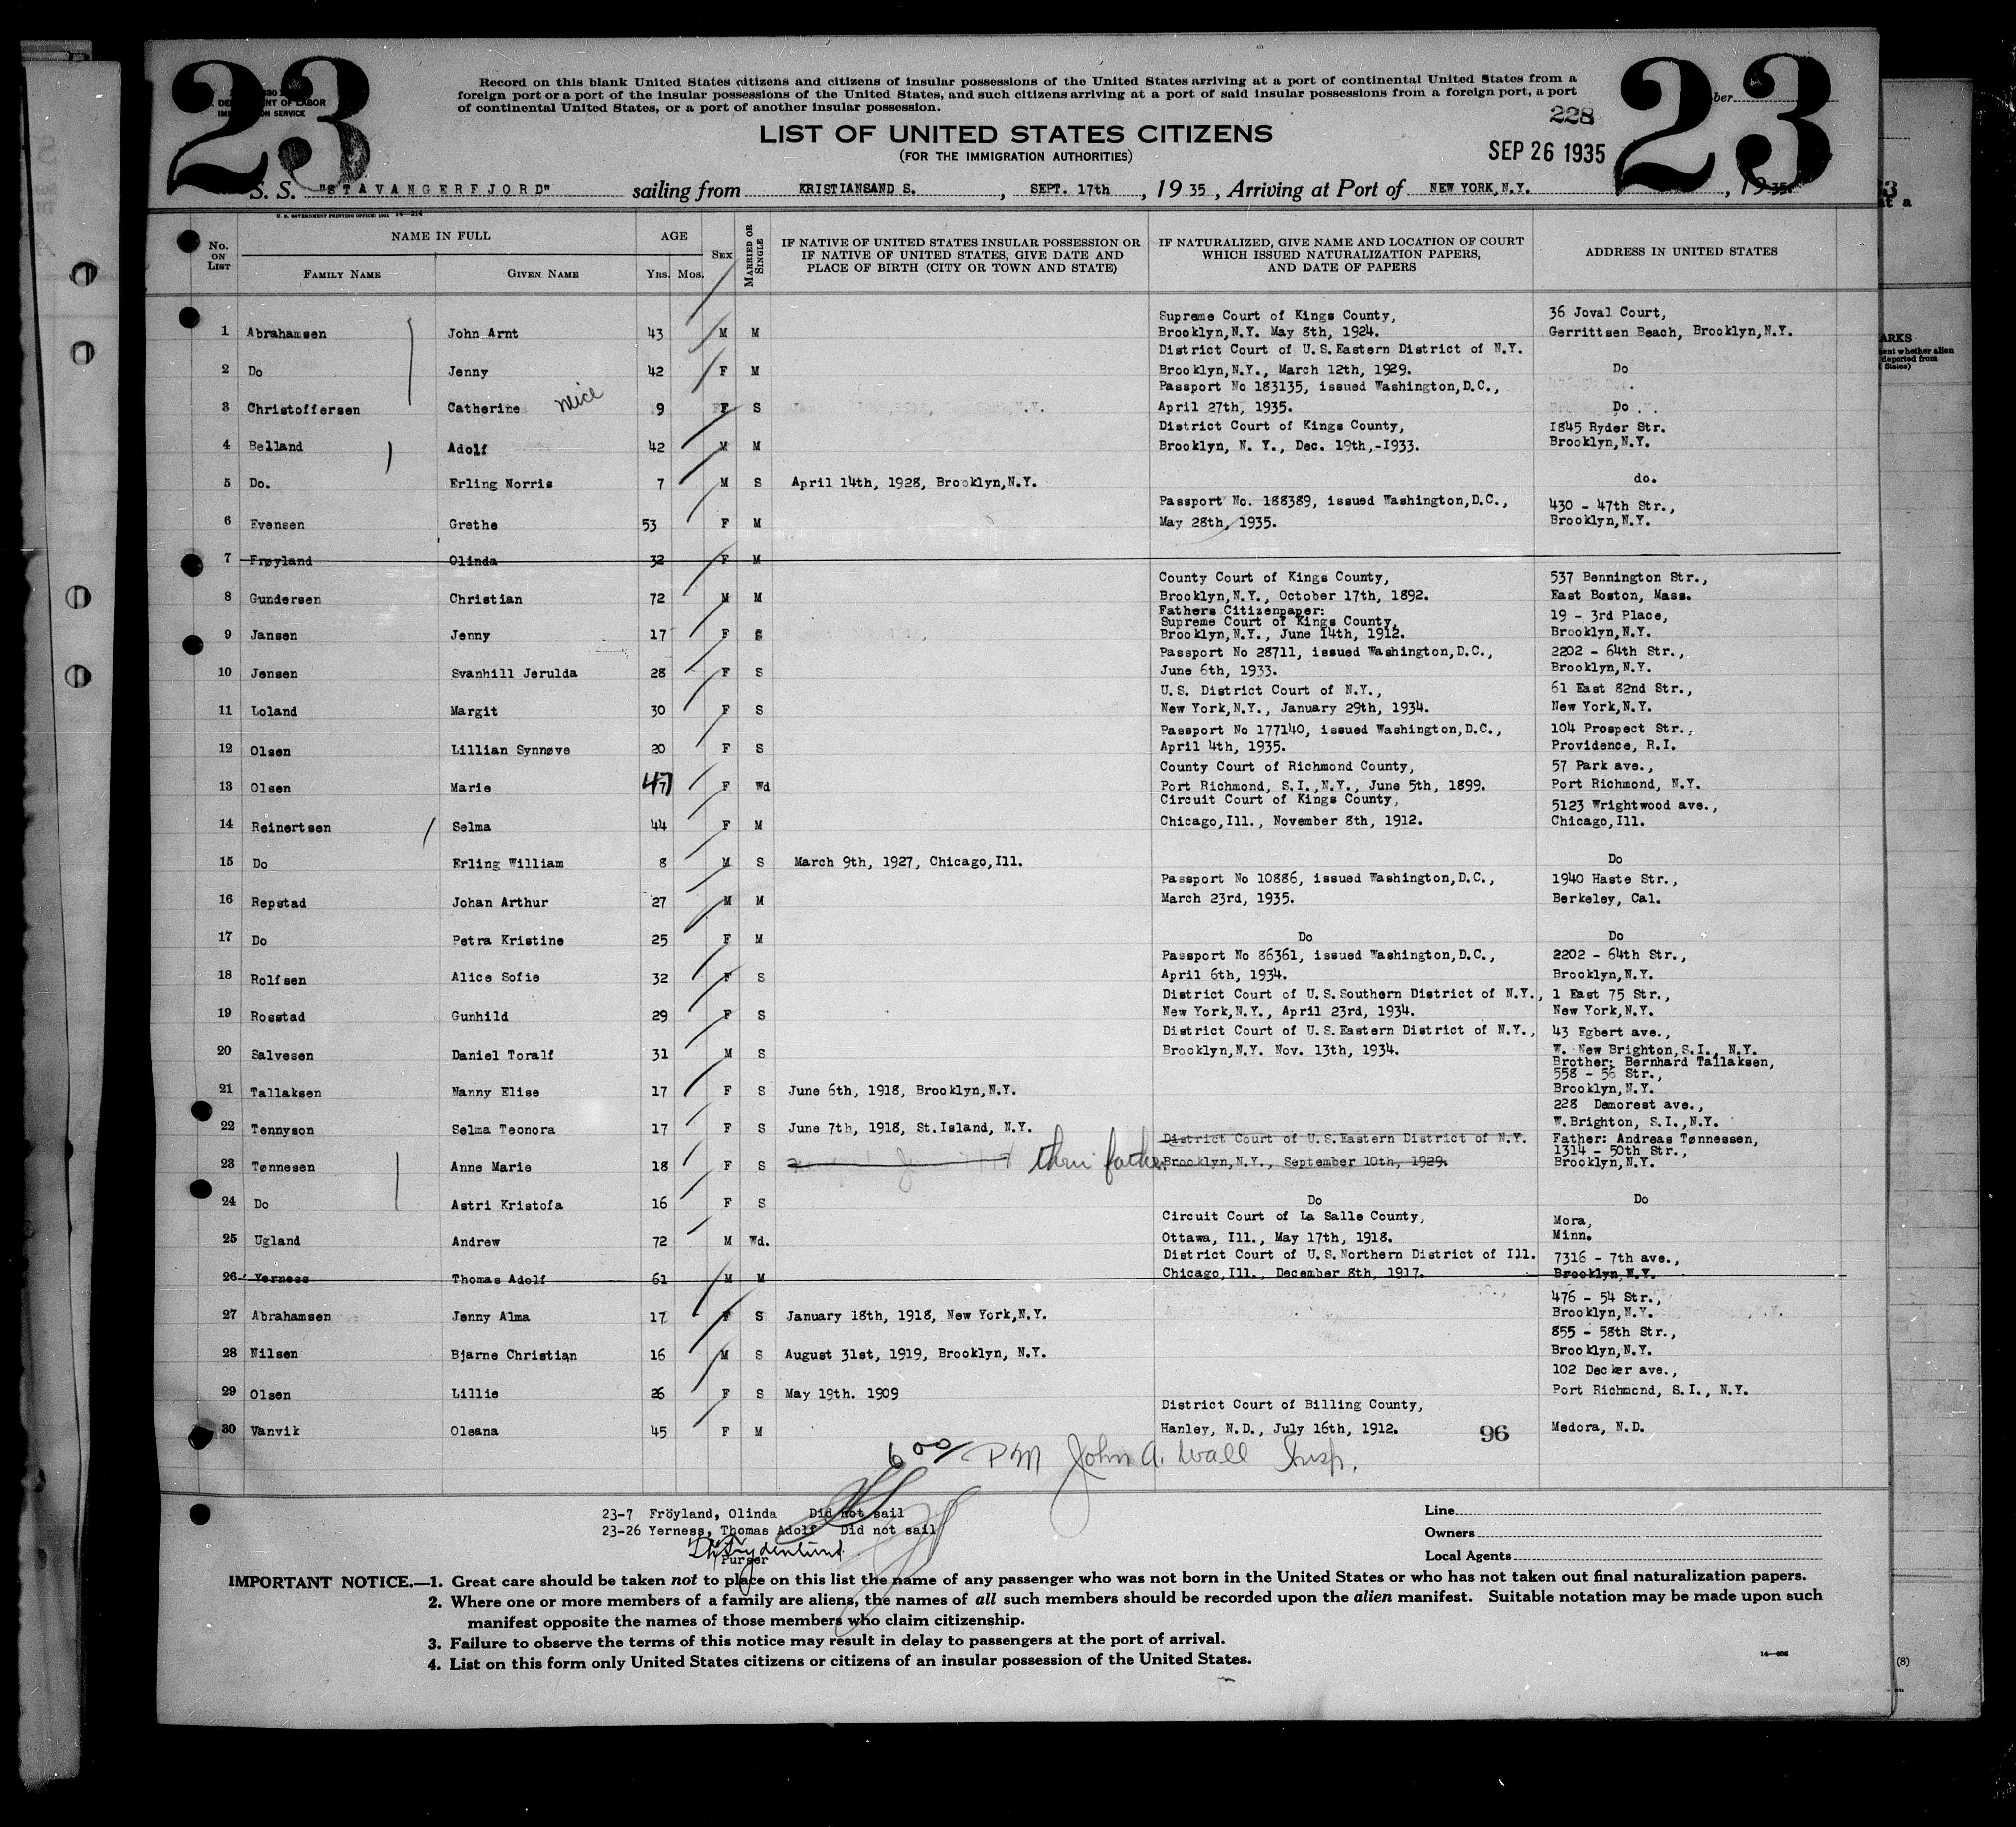 23
23
Record on this blank United States citizens and citizens of insular possessions of the United States arriving at a port of continental United States from a
foreign port or a port of the insular possessions of the United States, and such citizens arriving at a port of said insular possessions from a foreign port, a port
of continental United States, or a port of another insular possession.
228
LIST OF UNITED STATES CITIZENS
(FOR THE IMMIGRATION AUTHORITIES)
SEP 26 1935
S. S. "STAVANGERFJORD" sailing from KRISTIANSAND S. , SEPT. 17th , 19 35 , Arriving at Port of NEW YORK,N.Y. , 19 35
No. ON LIST
NAME IN FULL
FAMILY NAME GIVEN NAME
AGE
YRS. MOS.
SEX
MARRIED OR SINGLE
IF NATIVE OF UNITED STATES INSULAR POSSESSION OR
IF NATIVE OF UNITED STATES, GIVE DATE AND
PLACE OF BIRTH (CITY OR TOWN AND STATE)
IF NATURALIZED, GIVE NAME AND LOCATION OF COURT
WHICH ISSUED NATURALIZATION PAPERS,
AND DATE OF PAPERS
ADDRESS IN UNITED STATES
Supreme Court of Kings County, 36 Joval Court,
1 Abrahamsen John Arnt 43 M M Brooklyn,N.Y. May 8th, 1924. Gerrittsen Beach, Brooklyn,N.Y.
District Court of U.S.Eastern District of N.Y.
2 Do Jenny 42 F M Brooklyn,N.Y., March 12th, 1929. Do
Passport No 183135, issued Washington,D.C.,
3 Christoffersen Catherine 9 F S April 27th, 1935. Do
District Court of Kings County, 1845 Ryder Str.
4 Belland Adolf 42 M M Brooklyn, N. Y., Dec. 19th,-1933. Brooklyn,N.Y.
5 Do. Erling Norris 7 M S April 14th, 1928, Brooklyn,N.Y. do.
Passport No. 188389, issued Washington,D.C., 430 - 47th Str.,
6 Evensen Grethe 53 F M May 28th, 1935. Brooklyn,N.Y.
7 Frøyland Olinda 32 F M
County Court of Kings County, 537 Bennington Str.,
8 Gundersen Christian 72 M M Brooklyn,N.Y., October 17th, 1892. East Boston, Mass.
Fathers Citizenpaper:
Supreme Court of Kings County, 19 - 3rd Place,
9 Jansen Jenny 17 F S Brooklyn,N.Y., June 14th, 1912. Brooklyn,N.Y.
Passport No 28711, issued Washington,D.C., 2202 - 64th Str.,
10 Jensen Svanhill Jerulda 28 F S June 6th, 1933. Brooklyn,N.Y.
U.S. District Court of N.Y., 61 East 82nd Str.,
11 Loland Margit 30 F S New York,N.Y., January 29th, 1934. New York,N.Y.
Passport No 177140, issued Washington,D.C., 104 Prospect Str.,
12 Olsen Lillian Synnøve 20 F S April 4th, 1935. Providence, R.I.
County Court of Richmond County, 57 Park ave.,
13 Olsen Marie 47 F Wd Port Richmond, S.I.,N.Y., June 5th, 1899. Port Richmond, N.Y.
Circuit Court of Kings County, 5123 Wrightwood ave.,
14 Reinertsen Selma 44 F M Chicago,Ill., November 8th, 1912. Chicago,Ill.
15 Do Erling William 8 M S March 9th, 1927, Chicago,Ill. Do
Passport No 10886, issued Washington,D.C., 1940 Haste Str.,
16 Repstad Johan Arthur 27 M M March 23rd, 1935. Berkeley, Cal.
17 Do Petra Kristine 25 F M Do Do
Passport No 86361, issued Washington,D.C., 2202 - 64th Str.,
18 Rolfsen Alice Sofie 32 F S April 6th, 1934. Brooklyn,N.Y.
District Court of U.S.Southern District of N.Y., 1 East 75 Str.,
19 Rosstad Gunhild 29 F S New York,N.Y., April 23rd, 1934. New York,N.Y.
District Court of U.S.Eastern District of N.Y., 43 Egbert ave.,
20 Salvesen Daniel Toralf 31 M S Brooklyn,N.Y. Nov. 13th, 1934. W. New Brighton,S.I., N.Y.
Brother: Bernhard Tallaksen,
558 - 56 Str.,
21 Tallaksen Nanny Elise 17 F S June 6th, 1918, Brooklyn,N.Y. Brooklyn,N.Y.
228 Demorest ave.,
22 Tennyson Selma Teonora 17 F S June 7th, 1918, St.Island, N.Y. W.Brighton, S.I.,N.Y.
District Court of U.S.Eastern District of N.Y. Father: Andreas Tønnessen,
1314 - 50th Str.,
23 Tønnesen Anne Marie 18 F S thru father Brooklyn,N.Y., September 10th, 1929. Brooklyn,N.Y.
24 Do Astri Kristofa 16 F S Do Do
Circuit Court of La Salle County, Mora,
25 Ugland Andrew 72 M Wd. Ottawa, Ill., May 17th, 1918. Minn.
District Court of U.S.Northern District of Ill. 7316 - 7th ave.,
26 Yerness Thomas Adolf 61 M M Chicago,Ill., December 8th, 1917. Brooklyn,N.Y.
476 - 54 Str.,
27 Abrahamsen Jenny Alma 17 F S January 18th, 1918, New York,N.Y. Brooklyn,N.Y.
855 - 58th Str.,
28 Nilsen Bjarne Christian 16 M S August 31st, 1919, Brooklyn, N.Y. Brooklyn,N.Y.
102 Decker ave.,
29 Olsen Lillie 26 F S May 19th. 1909 Port Richmond, S.I., N.Y.
District Court of Billing County,
30 Vanvik Oleana 45 F M Hanley, N.D., July 16th, 1912. 96 Medora, N.D.
6 00 PM John A. Wall Insp.
23-7 Fröyland, Olinda Did not sail
23-26 Yerness, Thomas Adolf Did not sail
Purser
Line
Owners
Local Agents
IMPORTANT NOTICE.—1. Great care should be taken not to place on this list the name of any passenger who was not born in the United States or who has not taken out final naturalization papers.
2. Where one or more members of a family are aliens, the names of all such members should be recorded upon the alien manifest. Suitable notation may be made upon such
manifest opposite the names of those members who claim citizenship.
3. Failure to observe the terms of this notice may result in delay to passengers at the port of arrival.
4. List on this form only United States citizens or citizens of an insular possession of the United States.
(8)